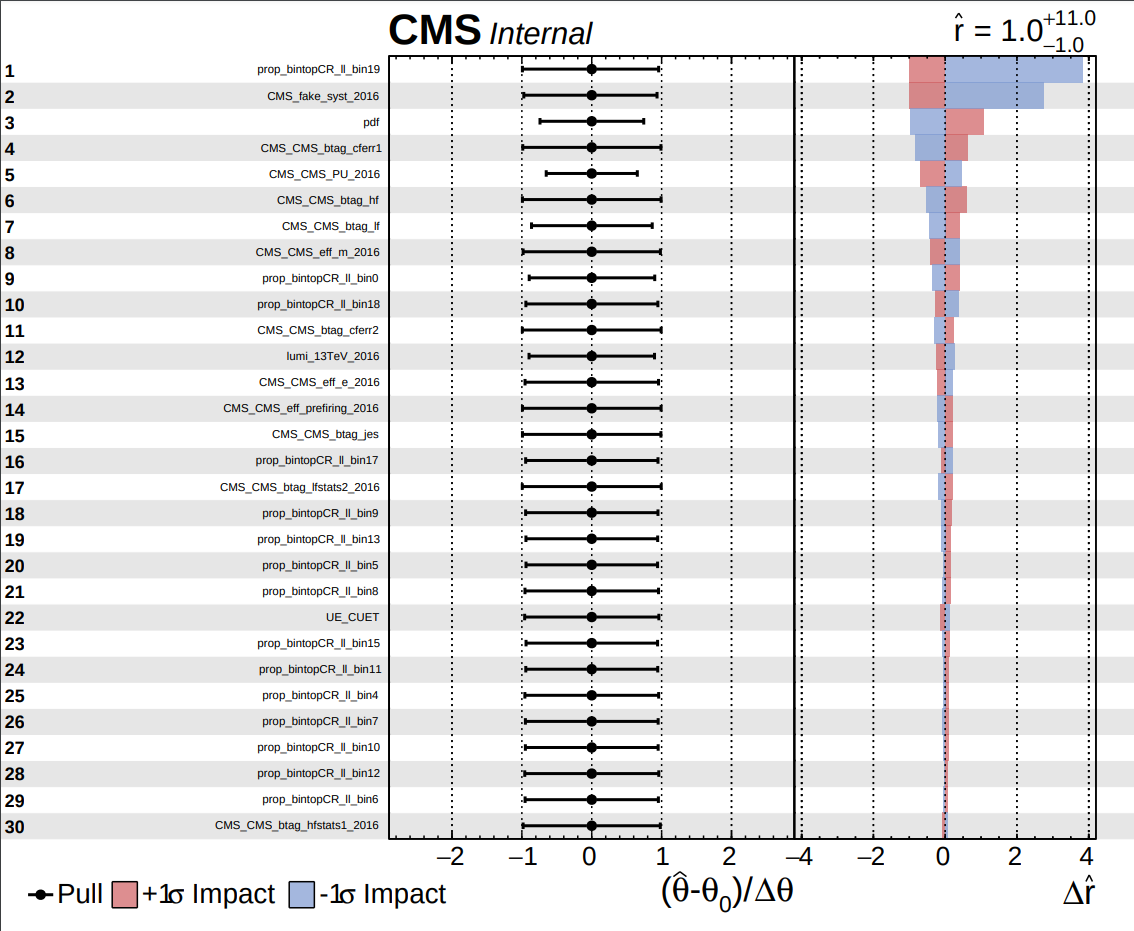 CMS Internal
r̂ = 1.0 +11.0 −1.0
1 prop_bintopCR_ll_bin19
2 CMS_fake_syst_2016
3 pdf
4 CMS_CMS_btag_cferr1
5 CMS_CMS_PU_2016
6 CMS_CMS_btag_hf
7 CMS_CMS_btag_lf
8 CMS_CMS_eff_m_2016
9 prop_bintopCR_ll_bin0
10 prop_bintopCR_ll_bin18
11 CMS_CMS_btag_cferr2
12 lumi_13TeV_2016
13 CMS_CMS_eff_e_2016
14 CMS_CMS_eff_prefiring_2016
15 CMS_CMS_btag_jes
16 prop_bintopCR_ll_bin17
17 CMS_CMS_btag_lfstats2_2016
18 prop_bintopCR_ll_bin9
19 prop_bintopCR_ll_bin13
20 prop_bintopCR_ll_bin5
21 prop_bintopCR_ll_bin8
22 UE_CUET
23 prop_bintopCR_ll_bin15
24 prop_bintopCR_ll_bin11
25 prop_bintopCR_ll_bin4
26 prop_bintopCR_ll_bin7
27 prop_bintopCR_ll_bin10
28 prop_bintopCR_ll_bin12
29 prop_bintopCR_ll_bin6
30 CMS_CMS_btag_hfstats1_2016
−2 −1 0 1 2 −4 −2 0 2 4
Pull +1σ Impact -1σ Impact (θ̂-θ0)/Δθ Δr̂